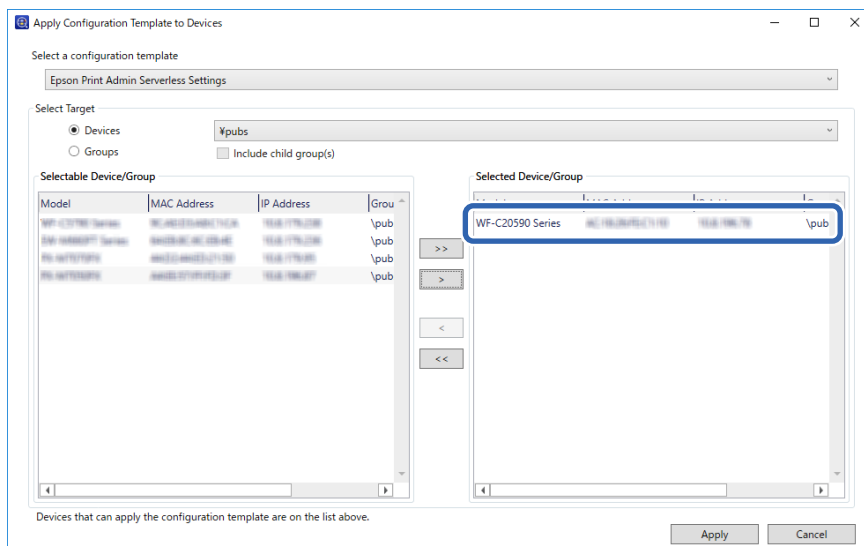 Apply Configuration Template to Devices
Select a configuration template
Epson Print Admin Serverless Settings
Select Target
Devices
¥pubs
Groups
Include child group(s)
Selectable Device/Group
Model MAC Address IP Address Grou
\pub
\pub
\pub
\pub
>>
>
<
<<
Selected Device/Group
WF-C20590 Series \pub
Devices that can apply the configuration template are on the list above.
Apply Cancel